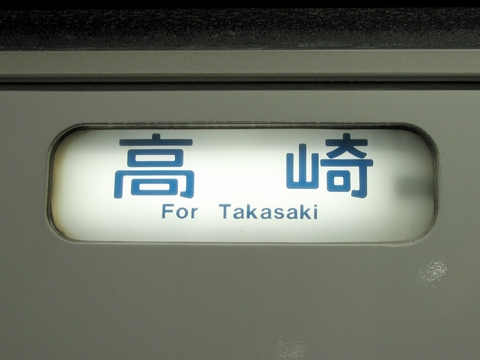 高崎
For Takasaki